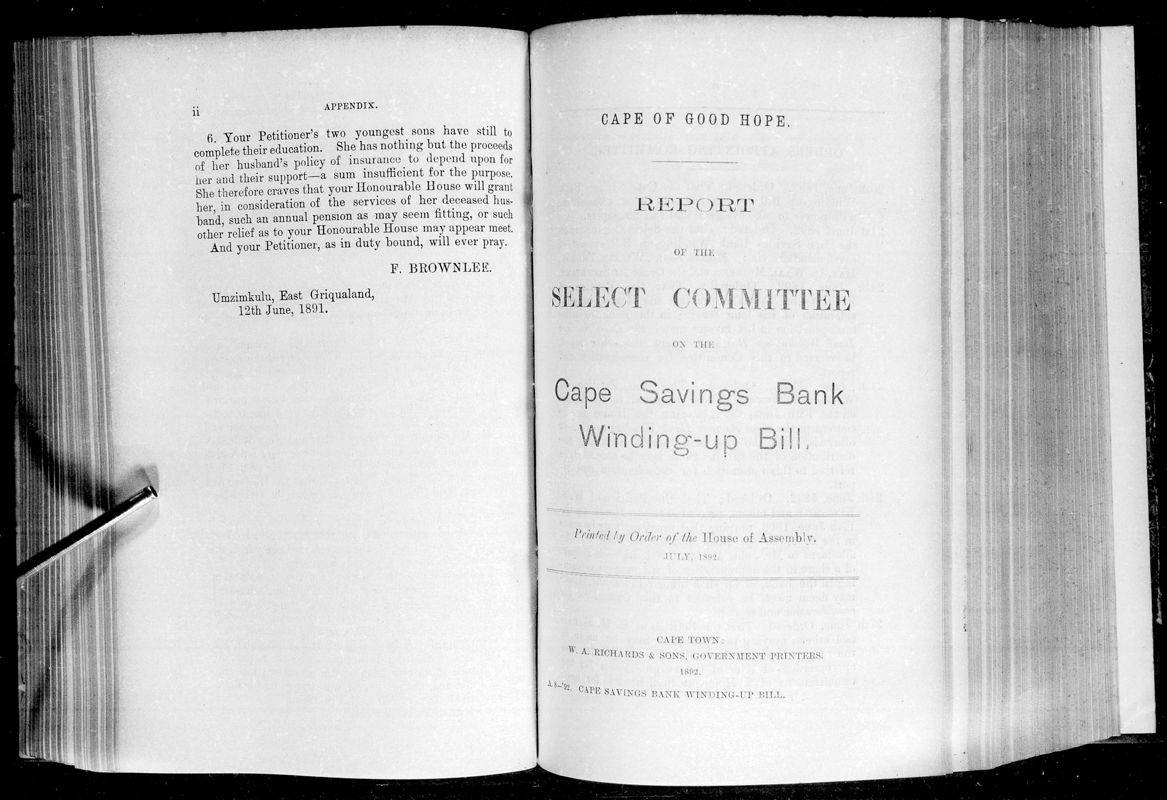 ii
APPENDIX.
6. Your Petitioner's two youngest sons have still to
complete their education. She has nothing but the proceeds
of her husband's policy of insurance to depend upon for
her and their support—a sum insufficient for the purpose.
She therefore craves that your Honourable House will grant
her, in consideration of the services of her deceased hus-
band, such an annual pension as may seem fitting, or such
other relief as to your Honourable House may appear meet.
And your Petitioner, as in duty bound, will ever pray.
F. BROWNLEE.
Umzimkulu, East Griqualand,
12th June, 1891.
CAPE OF GOOD HOPE.
REPORT
OF THE
SELECT COMMITTEE
ON THE
Cape Savings Bank
Winding-up Bill.
Printed by Order of the House of Assembly.
JULY, 1892.
CAPE TOWN:
W. A. RICHARDS & SONS, GOVERNMENT PRINTERS.
1892.
A 8—'92. CAPE SAVINGS BANK WINDING-UP BILL.